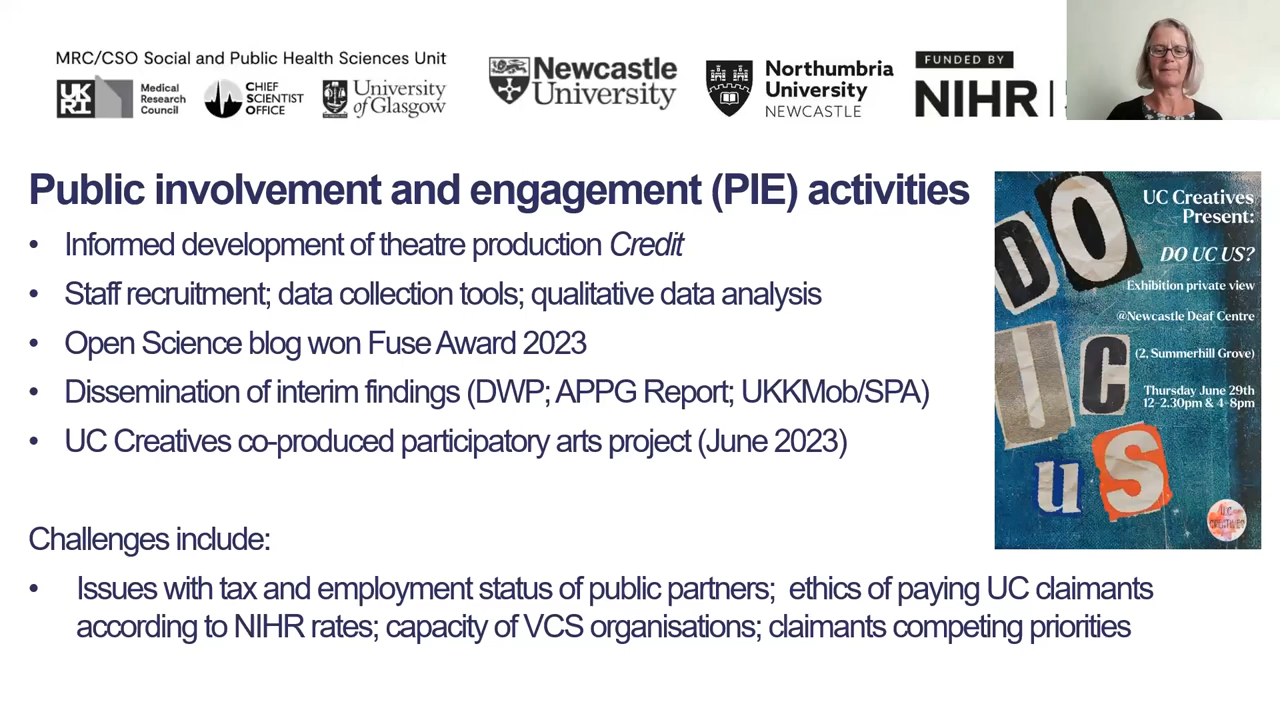 MRC/CSO Social and Public Health Sciences Unit
UK
RI
Medical
Research
Council
CHIEF
SCIENTIST
OFFICE
University
of Glasgow
Newcastle
University
Northumbria
University
NEWCASTLE
FUNDED BY
NIHR
Public involvement and engagement (PIE) activities
• Informed development of theatre production Credit
• Staff recruitment; data collection tools; qualitative data analysis
• Open Science blog won Fuse Award 2023
• Dissemination of interim findings (DWP; APPG Report; UKKMob/SPA)
• UC Creatives co-produced participatory arts project (June 2023)
Challenges include:
• Issues with tax and employment status of public partners; ethics of paying UC claimants
according to NIHR rates; capacity of VCS organisations; claimants competing priorities
DO
UC
us
UC Creatives
Present:
DO UC US?
Exhibition private view
@Newcastle Deaf Centre
(2, Summerhill Grove)
Thursday June 29th
12-2.30pm & 4-8pm
UC
CREATIVES